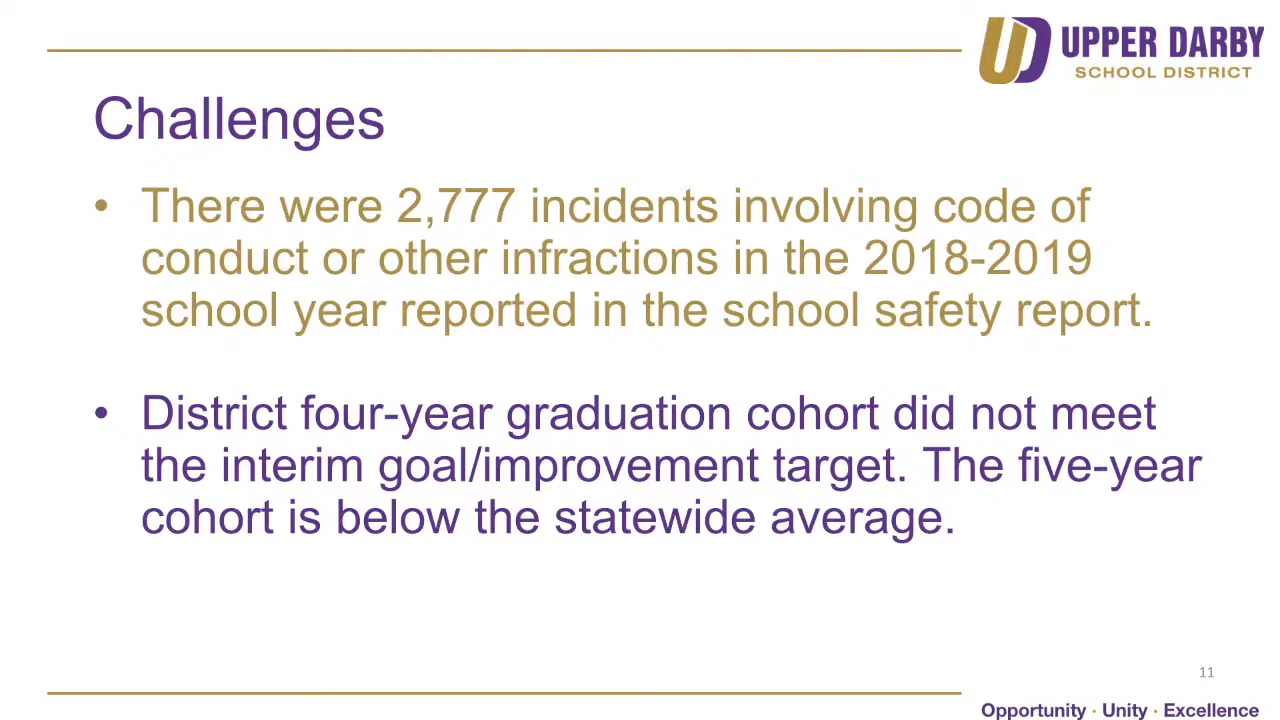 UPPER DARBY
SCHOOL DISTRICT
Challenges
• There were 2,777 incidents involving code of
conduct or other infractions in the 2018-2019
school year reported in the school safety report.
• District four-year graduation cohort did not meet
the interim goal/improvement target. The five-year
cohort is below the statewide average.
11
Opportunity · Unity · Excellence